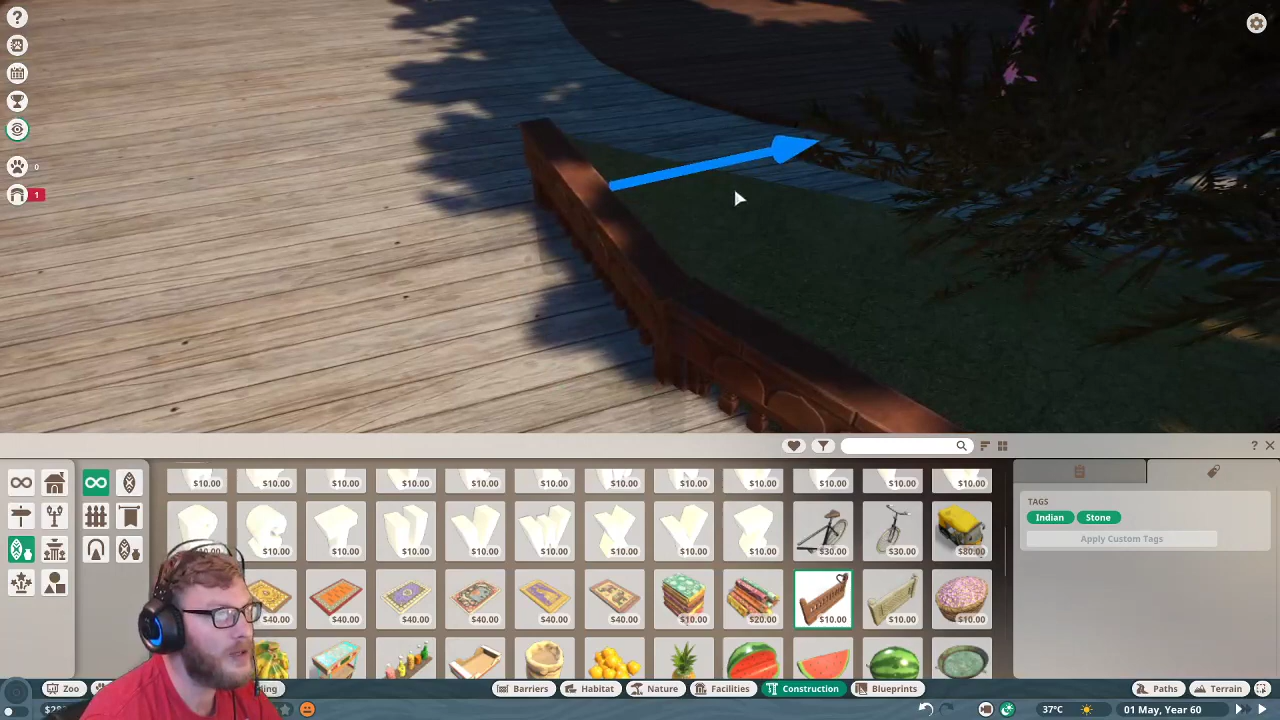 ?
0
1
? ×
$10.00 $10.00 $10.00 $10.00 $10.00 $10.00 $10.00 $10.00 $10.00 $10.00 $10.00 $10.00
$10.00 $10.00 $10.00 $10.00 $10.00 $10.00 $10.00 $10.00 $30.00 $30.00 $80.00
$40.00 $40.00 $40.00 $40.00 $40.00 $40.00 $10.00 $20.00 $10.00 $10.00 $10.00
TAGS
Indian Stone
Apply Custom Tags
Zoo Barriers Habitat Nature Facilities Construction Blueprints Paths Terrain
37°C 01 May, Year 60